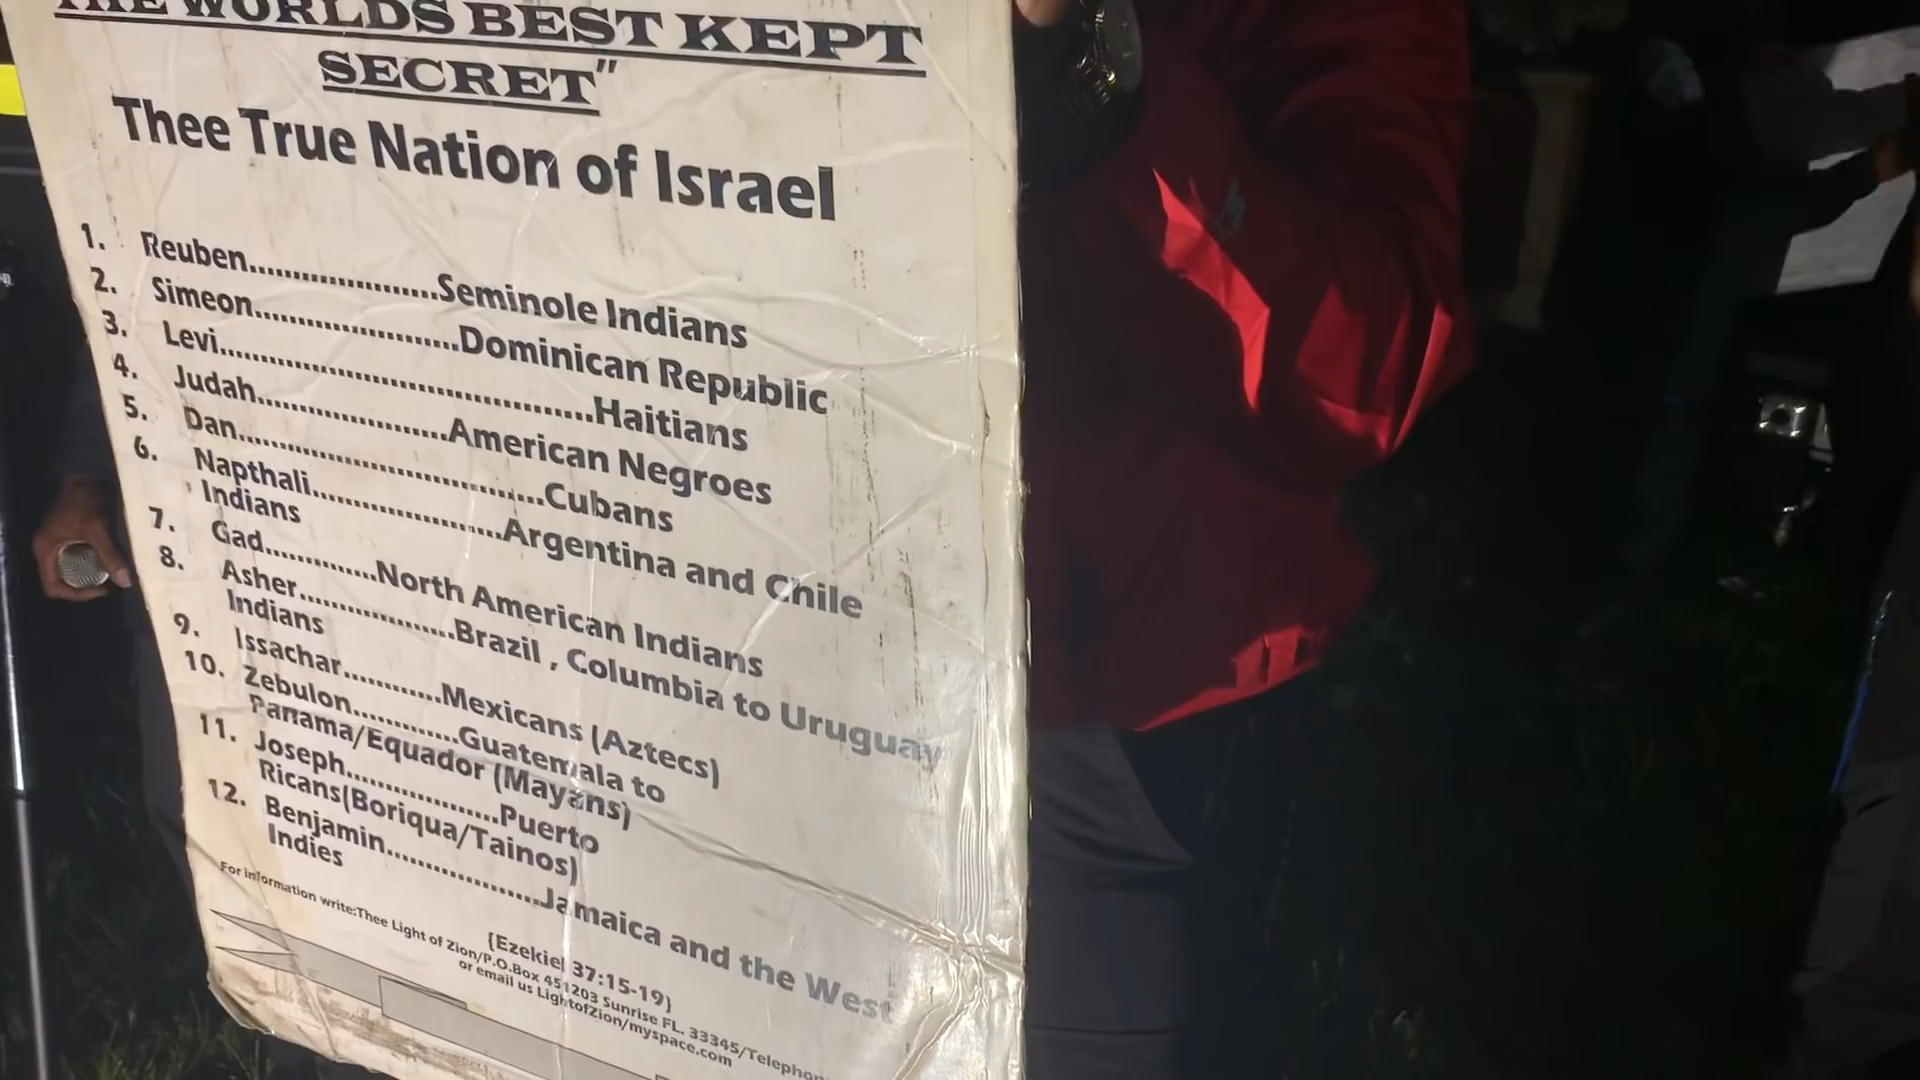 THE WORLDS BEST KEPT
SECRET"
Thee True Nation of Israel
1. Reuben.....................Seminole Indians
2. Simeon.......................Dominican Republic
3. Levi..........................................Haitians
4. Judah.....................American Negroes
5. Dan..................................Cubans
6. Napthali.....................Argentina and Chile
Indians
7. Gad............North American Indians
8. Asher.................Brazil , Columbia to Uruguay
Indians
9. Issachar...........Mexicans (Aztecs)
10. Zebulon............Guatemala to
Panama/Equador (Mayans)
11. Joseph.................Puerto
Ricans(Boriqua/Tainos)
12. Benjamin.................Jamaica and the West
Indies
{Ezekiel 37:15-19}
For information write:Thee Light of Zion/P.O.Box 451203 Sunrise FL. 33345/Telephon
or email us LightofZion/myspace.com